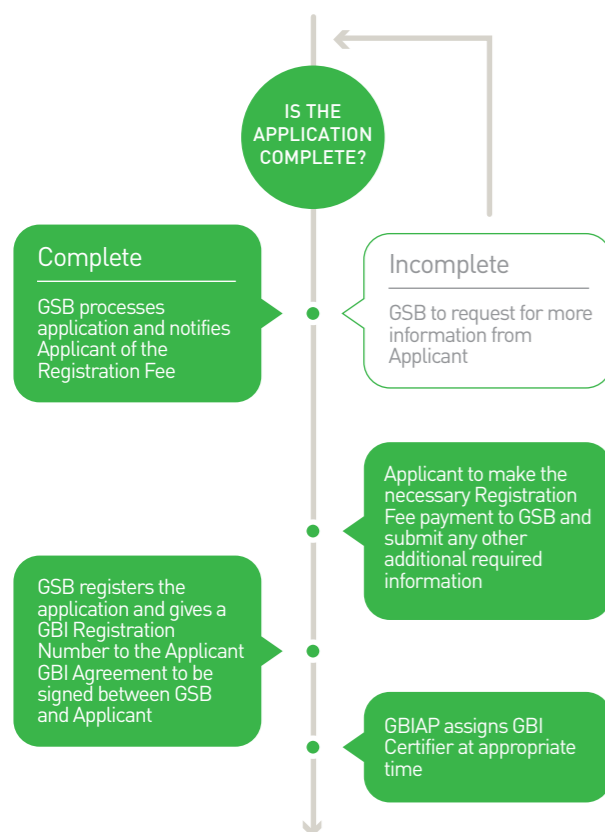 IS THE
APPLICATION
COMPLETE?
Complete
GSB processes
application and notifies
Applicant of the
Registration Fee
Incomplete
GSB to request for more
information from
Applicant
Applicant to make the
necessary Registration
Fee payment to GSB and
submit any other
additional required
information
GSB registers the
application and gives a
GBI Registration
Number to the Applicant
GBI Agreement to be
signed between GSB
and Applicant
GBIAP assigns GBI
Certifier at appropriate
time